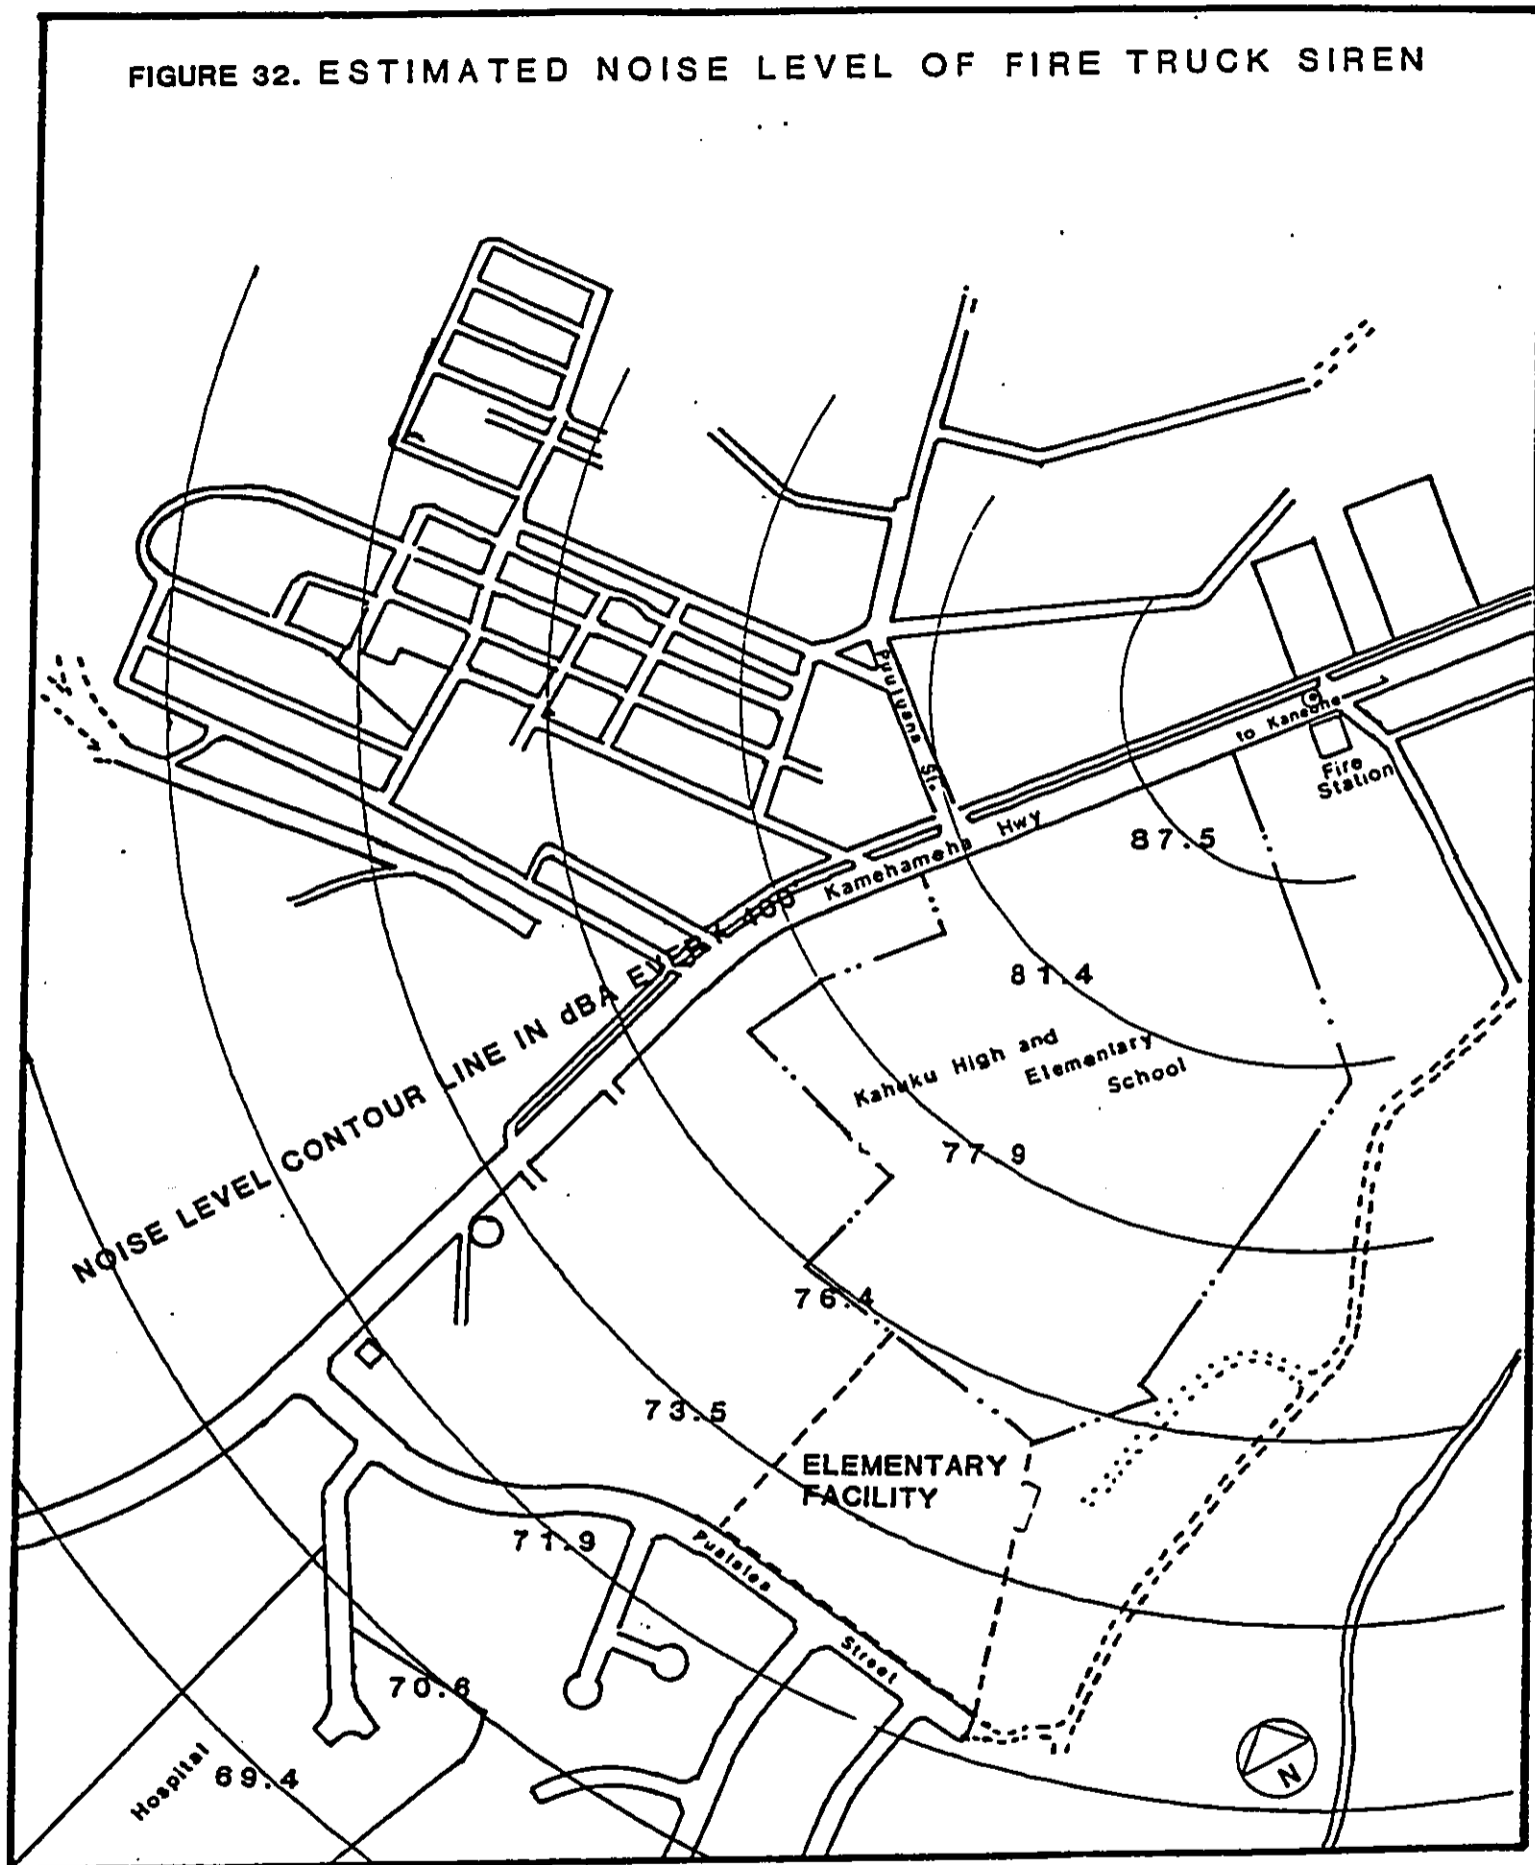 FIGURE 32. ESTIMATED NOISE LEVEL OF FIRE TRUCK SIREN
Puuluana St.
to Kaneohe
Fire
Station
Kamehameha Hwy
87.5
NOISE LEVEL CONTOUR LINE IN dBA EVERY 400'
81.4
Kahuku High and
Elementary
School
77.9
76.4
73.5
ELEMENTARY
FACILITY
71.9
Pualalea
Street
70.6
69.4
Hospital
N